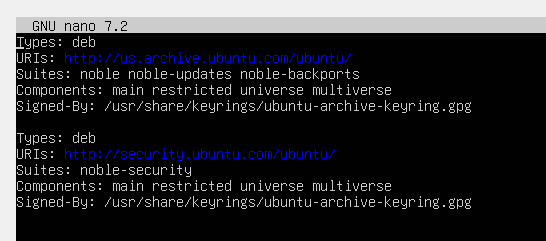 GNU nano 7.2
Types: deb
URIs: http://us.archive.ubuntu.com/ubuntu/
Suites: noble noble-updates noble-backports
Components: main restricted universe multiverse
Signed-By: /usr/share/keyrings/ubuntu-archive-keyring.gpg
Types: deb
URIs: http://security.ubuntu.com/ubuntu/
Suites: noble-security
Components: main restricted universe multiverse
Signed-By: /usr/share/keyrings/ubuntu-archive-keyring.gpg